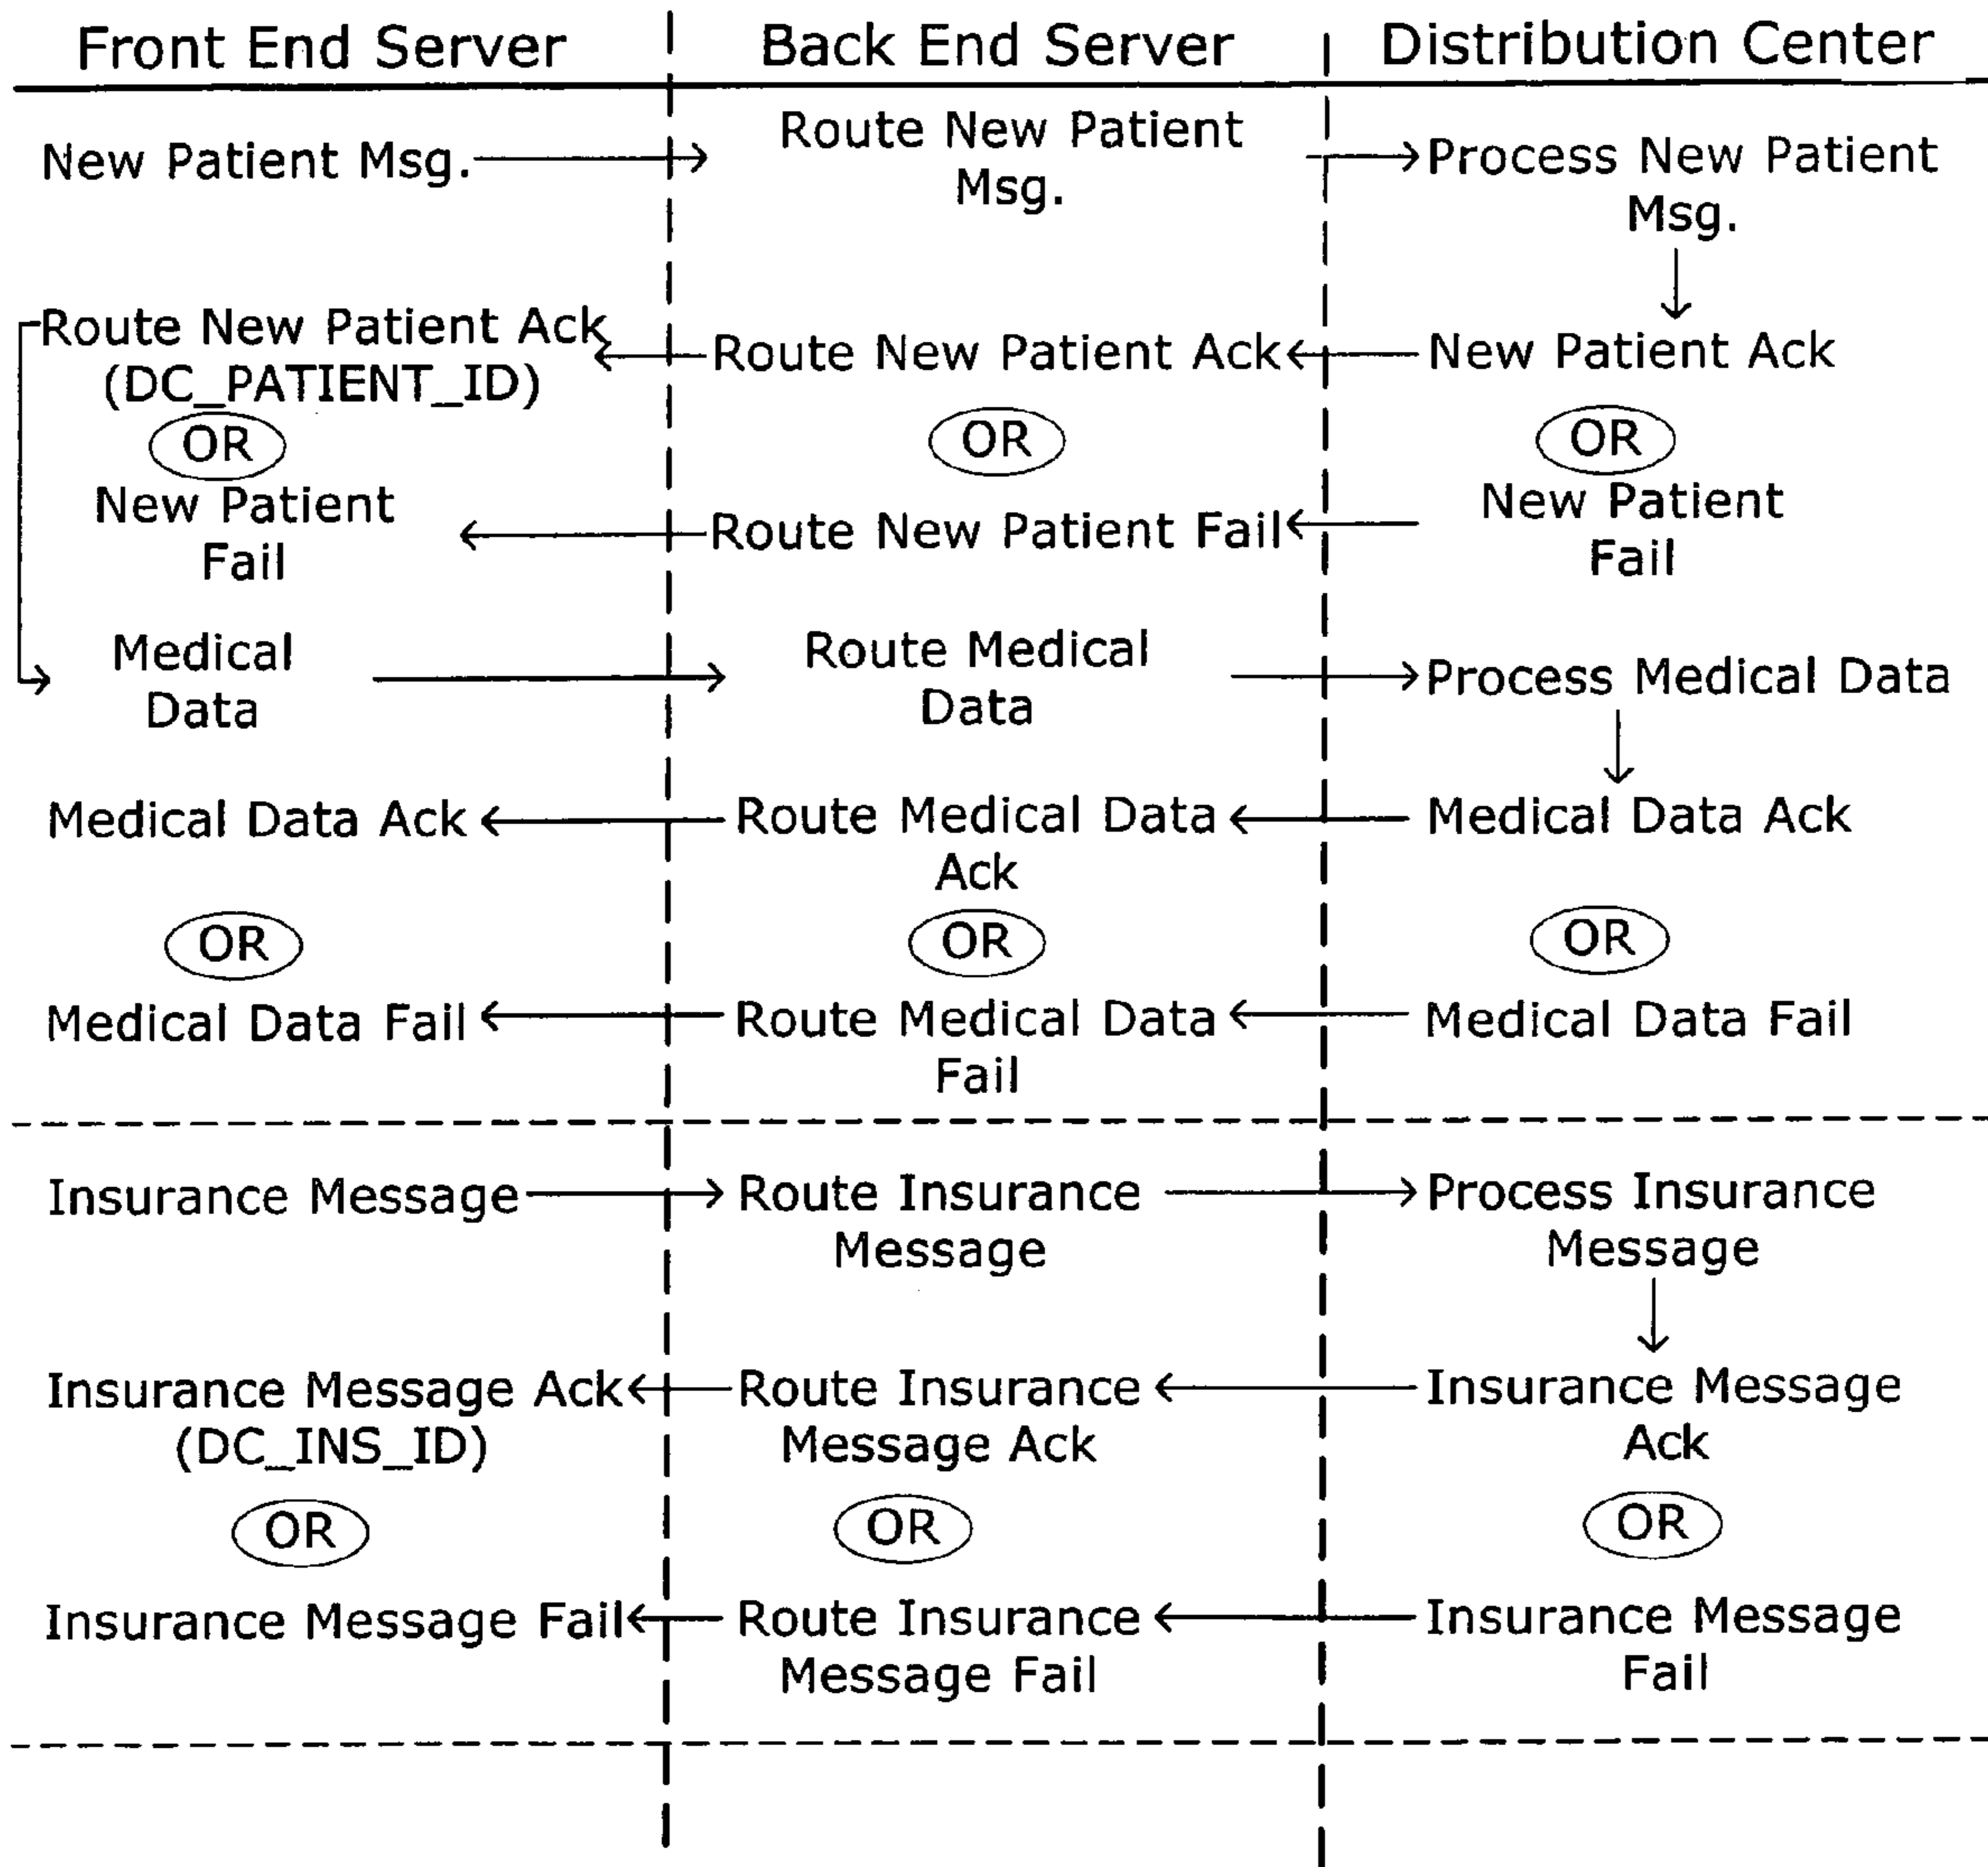 Front End Server
Back End Server
Distribution Center
New Patient Msg.
Route New Patient
Msg.
Process New Patient
Msg.
Route New Patient Ack
(DC_PATIENT_ID)
Route New Patient Ack
New Patient Ack
OR
OR
OR
New Patient
Fail
Route New Patient Fail
New Patient
Fail
Medical
Data
Route Medical
Data
Process Medical Data
Medical Data Ack
Route Medical Data
Ack
Medical Data Ack
OR
OR
OR
Medical Data Fail
Route Medical Data
Fail
Medical Data Fail
Insurance Message
Route Insurance
Message
Process Insurance
Message
Insurance Message Ack
(DC_INS_ID)
Route Insurance
Message Ack
Insurance Message
Ack
OR
OR
OR
Insurance Message Fail
Route Insurance
Message Fail
Insurance Message
Fail